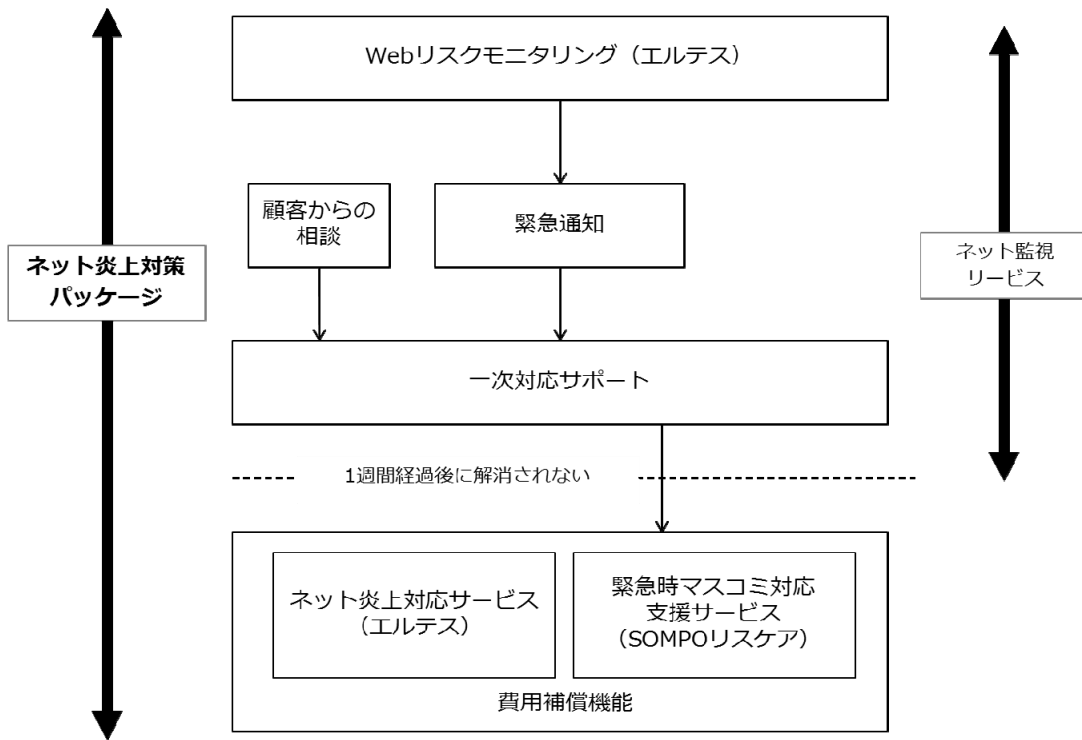 Webリスクモニタリング（エルテス）
顧客からの
相談
緊急通知
ネット炎上対策
パッケージ
ネット監視
リービス
一次対応サポート
1週間経過後に解消されない
ネット炎上対応サービス
（エルテス）
緊急時マスコミ対応
支援サービス
（SOMPOリスケア）
費用補償機能